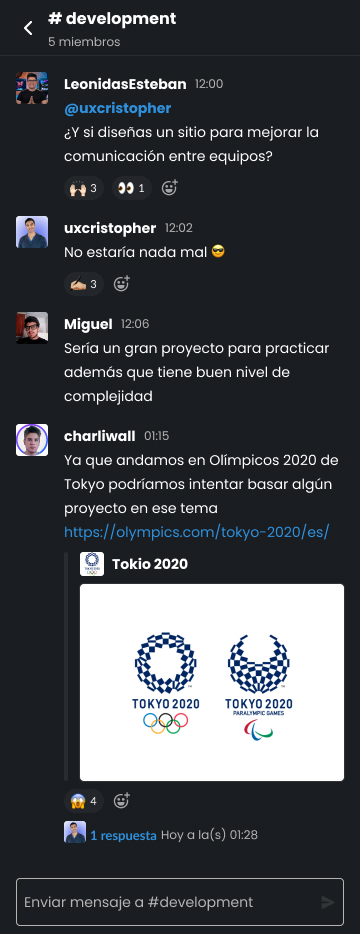 # development
5 miembros
LeonidasEsteban 12:00
@uxcristopher
¿Y si diseñas un sitio para mejorar la
comunicación entre equipos?
3 1
uxcristopher 12:02
No estaría nada mal 😎
3
Miguel 12:06
Sería un gran proyecto para practicar
además que tiene buen nivel de
complejidad
charliwall 01:15
Ya que andamos en Olímpicos 2020 de
Tokyo podríamos intentar basar algún
proyecto en ese tema
https://olympics.com/tokyo-2020/es/
Tokio 2020
TOKYO 2020 TOKYO 2020
PARALYMPIC GAMES
4
1 respuesta Hoy a la(s) 01:28
Enviar mensaje a #development